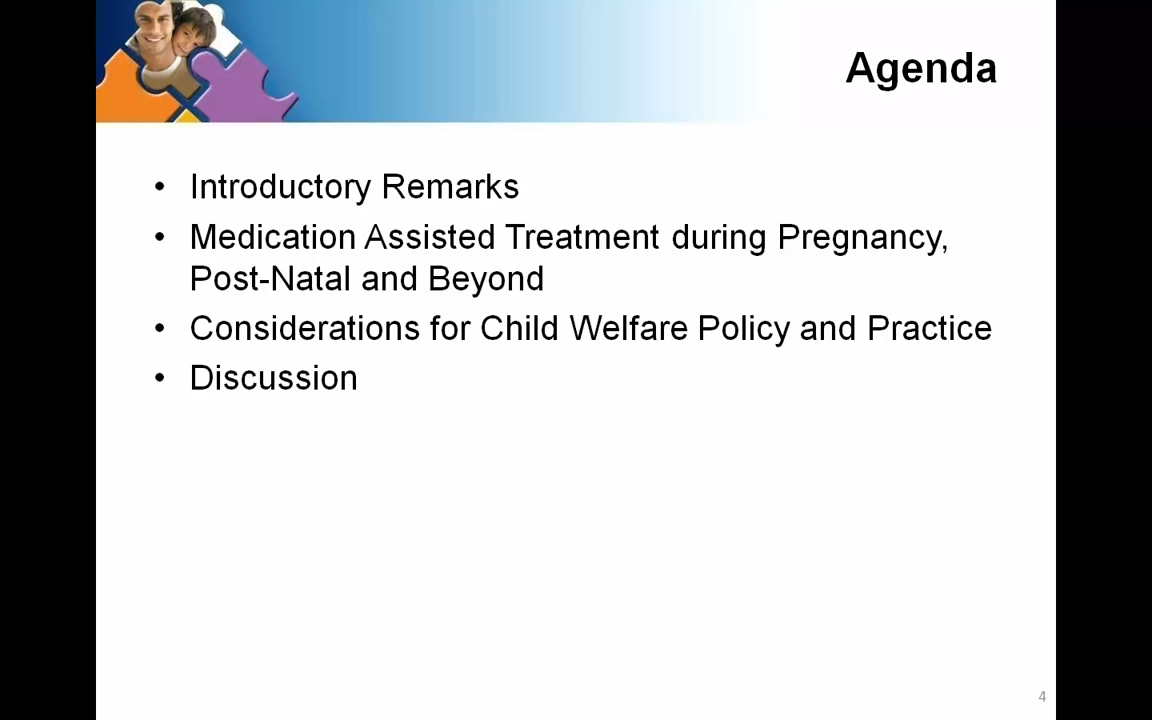 Agenda
• Introductory Remarks
• Medication Assisted Treatment during Pregnancy,
Post-Natal and Beyond
• Considerations for Child Welfare Policy and Practice
• Discussion
4